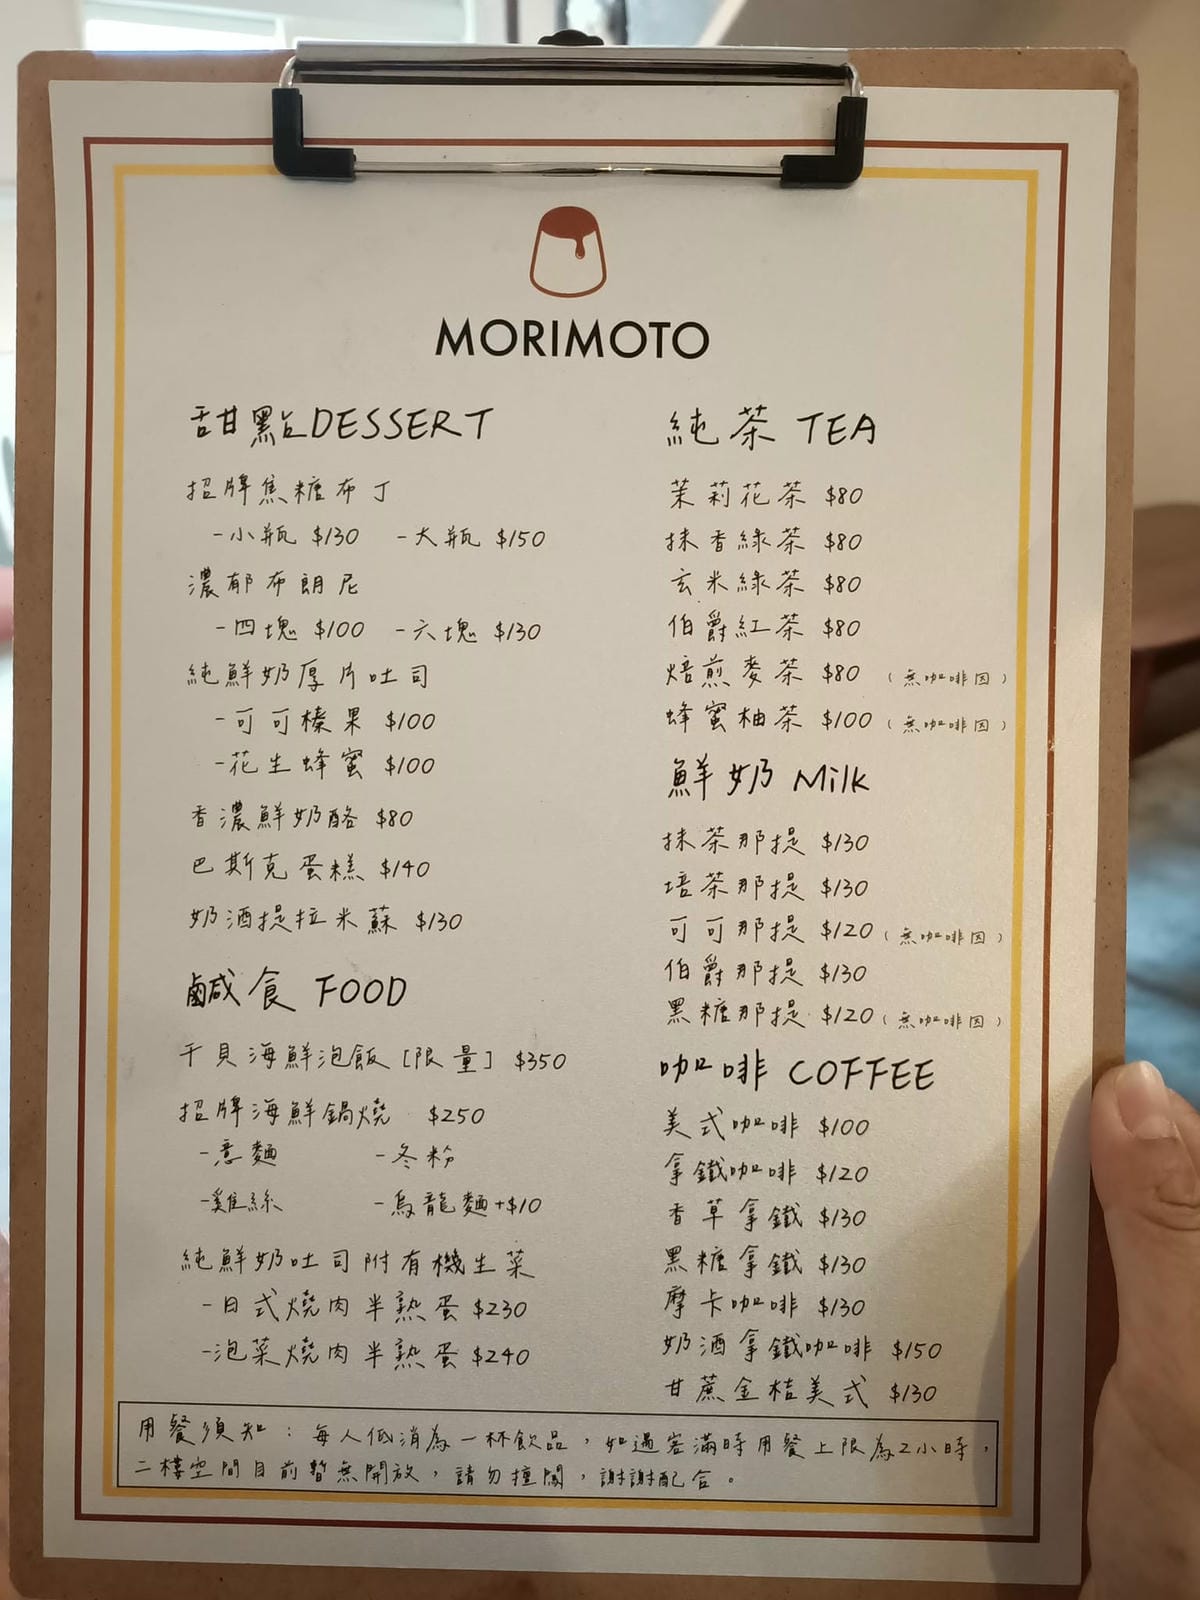 MORIMOTO
甜點DESSERT
招牌焦糖布丁
-小瓶 $130 -大瓶 $150
濃郁布朗尼
-四塊 $100 -六塊 $130
純鮮奶厚片吐司
-可可榛果 $100
-花生蜂蜜 $100
香濃鮮奶酪 $80
巴斯克蛋糕 $140
奶酒提拉米蘇 $130
鹹食 FOOD
干貝海鮮泡飯[限量] $350
招牌海鮮鍋燒 $250
-意麵 -冬粉
-雞絲 -烏龍麵+$10
純鮮奶吐司附有機生菜
-日式燒肉半熟蛋 $230
-泡菜燒肉半熟蛋 $240
純茶 TEA
茉莉花茶 $80
抹香綠茶 $80
玄米綠茶 $80
伯爵紅茶 $80
焙煎麥茶 $80 (無咖啡因)
蜂蜜柚茶 $100 (無咖啡因)
鮮奶 Milk
抹茶那提 $130
培茶那提 $130
可可那提 $120 (無咖啡因)
伯爵那提 $130
黑糖那提 $120 (無咖啡因)
咖啡 COFFEE
美式咖啡 $100
拿鐵咖啡 $120
香草拿鐵 $130
黑糖拿鐵 $130
摩卡咖啡 $130
奶酒拿鐵咖啡 $150
甘蔗金桔美式 $130
用餐須知：每人低消為一杯飲品，如遇客滿時用餐上限為2小時，
二樓空間目前暫無開放，請勿擅闖，謝謝配合。